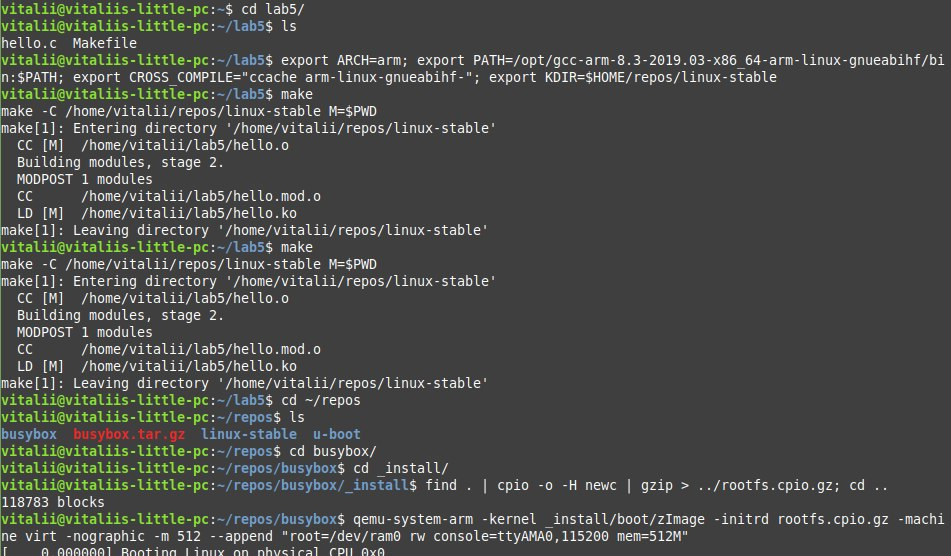 vitalii@vitaliis-little-pc:~$ cd lab5/
vitalii@vitaliis-little-pc:~/lab5$ ls
hello.c  Makefile
vitalii@vitaliis-little-pc:~/lab5$ export ARCH=arm; export PATH=/opt/gcc-arm-8.3-2019.03-x86_64-arm-linux-gnueabihf/bi
n:$PATH; export CROSS_COMPILE="ccache arm-linux-gnueabihf-"; export KDIR=$HOME/repos/linux-stable
vitalii@vitaliis-little-pc:~/lab5$ make
make -C /home/vitalii/repos/linux-stable M=$PWD
make[1]: Entering directory '/home/vitalii/repos/linux-stable'
  CC [M]  /home/vitalii/lab5/hello.o
  Building modules, stage 2.
  MODPOST 1 modules
  CC      /home/vitalii/lab5/hello.mod.o
  LD [M]  /home/vitalii/lab5/hello.ko
make[1]: Leaving directory '/home/vitalii/repos/linux-stable'
vitalii@vitaliis-little-pc:~/lab5$ make
make -C /home/vitalii/repos/linux-stable M=$PWD
make[1]: Entering directory '/home/vitalii/repos/linux-stable'
  CC [M]  /home/vitalii/lab5/hello.o
  Building modules, stage 2.
  MODPOST 1 modules
  CC      /home/vitalii/lab5/hello.mod.o
  LD [M]  /home/vitalii/lab5/hello.ko
make[1]: Leaving directory '/home/vitalii/repos/linux-stable'
vitalii@vitaliis-little-pc:~/lab5$ cd ~/repos
vitalii@vitaliis-little-pc:~/repos$ ls
busybox  busybox.tar.gz  linux-stable  u-boot
vitalii@vitaliis-little-pc:~/repos$ cd busybox/
vitalii@vitaliis-little-pc:~/repos/busybox$ cd _install/
vitalii@vitaliis-little-pc:~/repos/busybox/_install$ find . | cpio -o -H newc | gzip > ../rootfs.cpio.gz; cd ..
118783 blocks
vitalii@vitaliis-little-pc:~/repos/busybox$ qemu-system-arm -kernel _install/boot/zImage -initrd rootfs.cpio.gz -machi
ne virt -nographic -m 512 --append "root=/dev/ram0 rw console=ttyAMA0,115200 mem=512M"
[    0.000000] Booting Linux on physical CPU 0x0